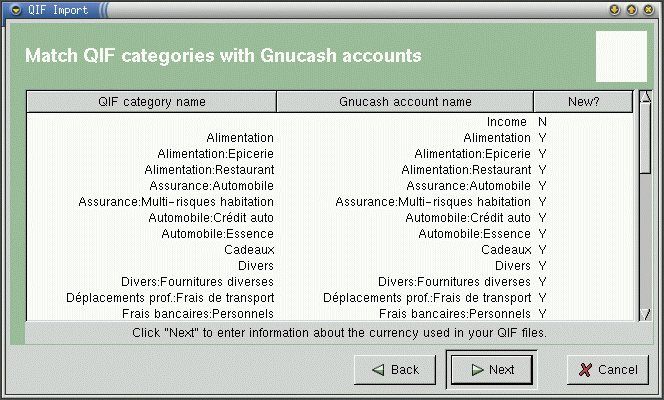 QIF Import
Match QIF categories with Gnucash accounts
QIF category name Gnucash account name New?
Income N
Alimentation Alimentation Y
Alimentation:Epicerie Alimentation:Epicerie Y
Alimentation:Restaurant Alimentation:Restaurant Y
Assurance:Automobile Assurance:Automobile Y
Assurance:Multi-risques habitation Assurance:Multi-risques habitation Y
Automobile:Crédit auto Automobile:Crédit auto Y
Automobile:Essence Automobile:Essence Y
Cadeaux Cadeaux Y
Divers Divers Y
Divers:Fournitures diverses Divers:Fournitures diverses Y
Déplacements prof.:Frais de transport Déplacements prof.:Frais de transport Y
Frais bancaires:Personnels Frais bancaires:Personnels Y
Click "Next" to enter information about the currency used in your QIF files.
Back Next Cancel